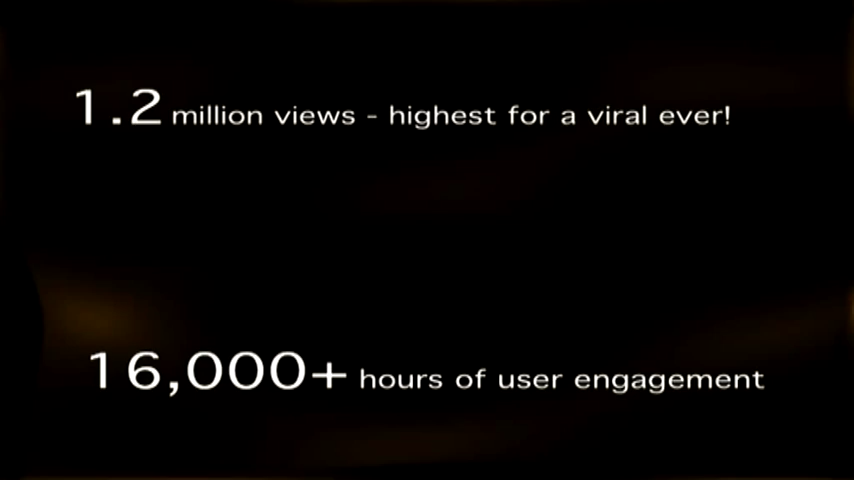 1.2 million views - highest for a viral ever!
16,000+ hours of user engagement